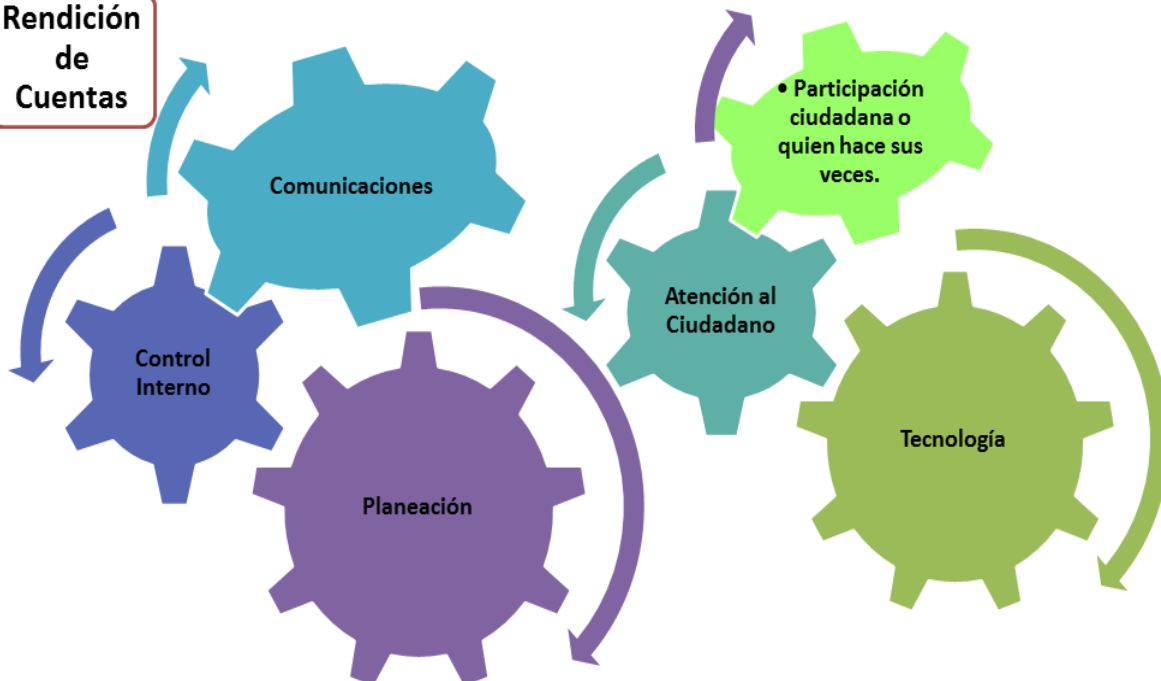 Rendición
de
Cuentas
Comunicaciones
Control
Interno
Planeación
• Participación
ciudadana o
quien hace sus
veces.
Atención al
Ciudadano
Tecnología